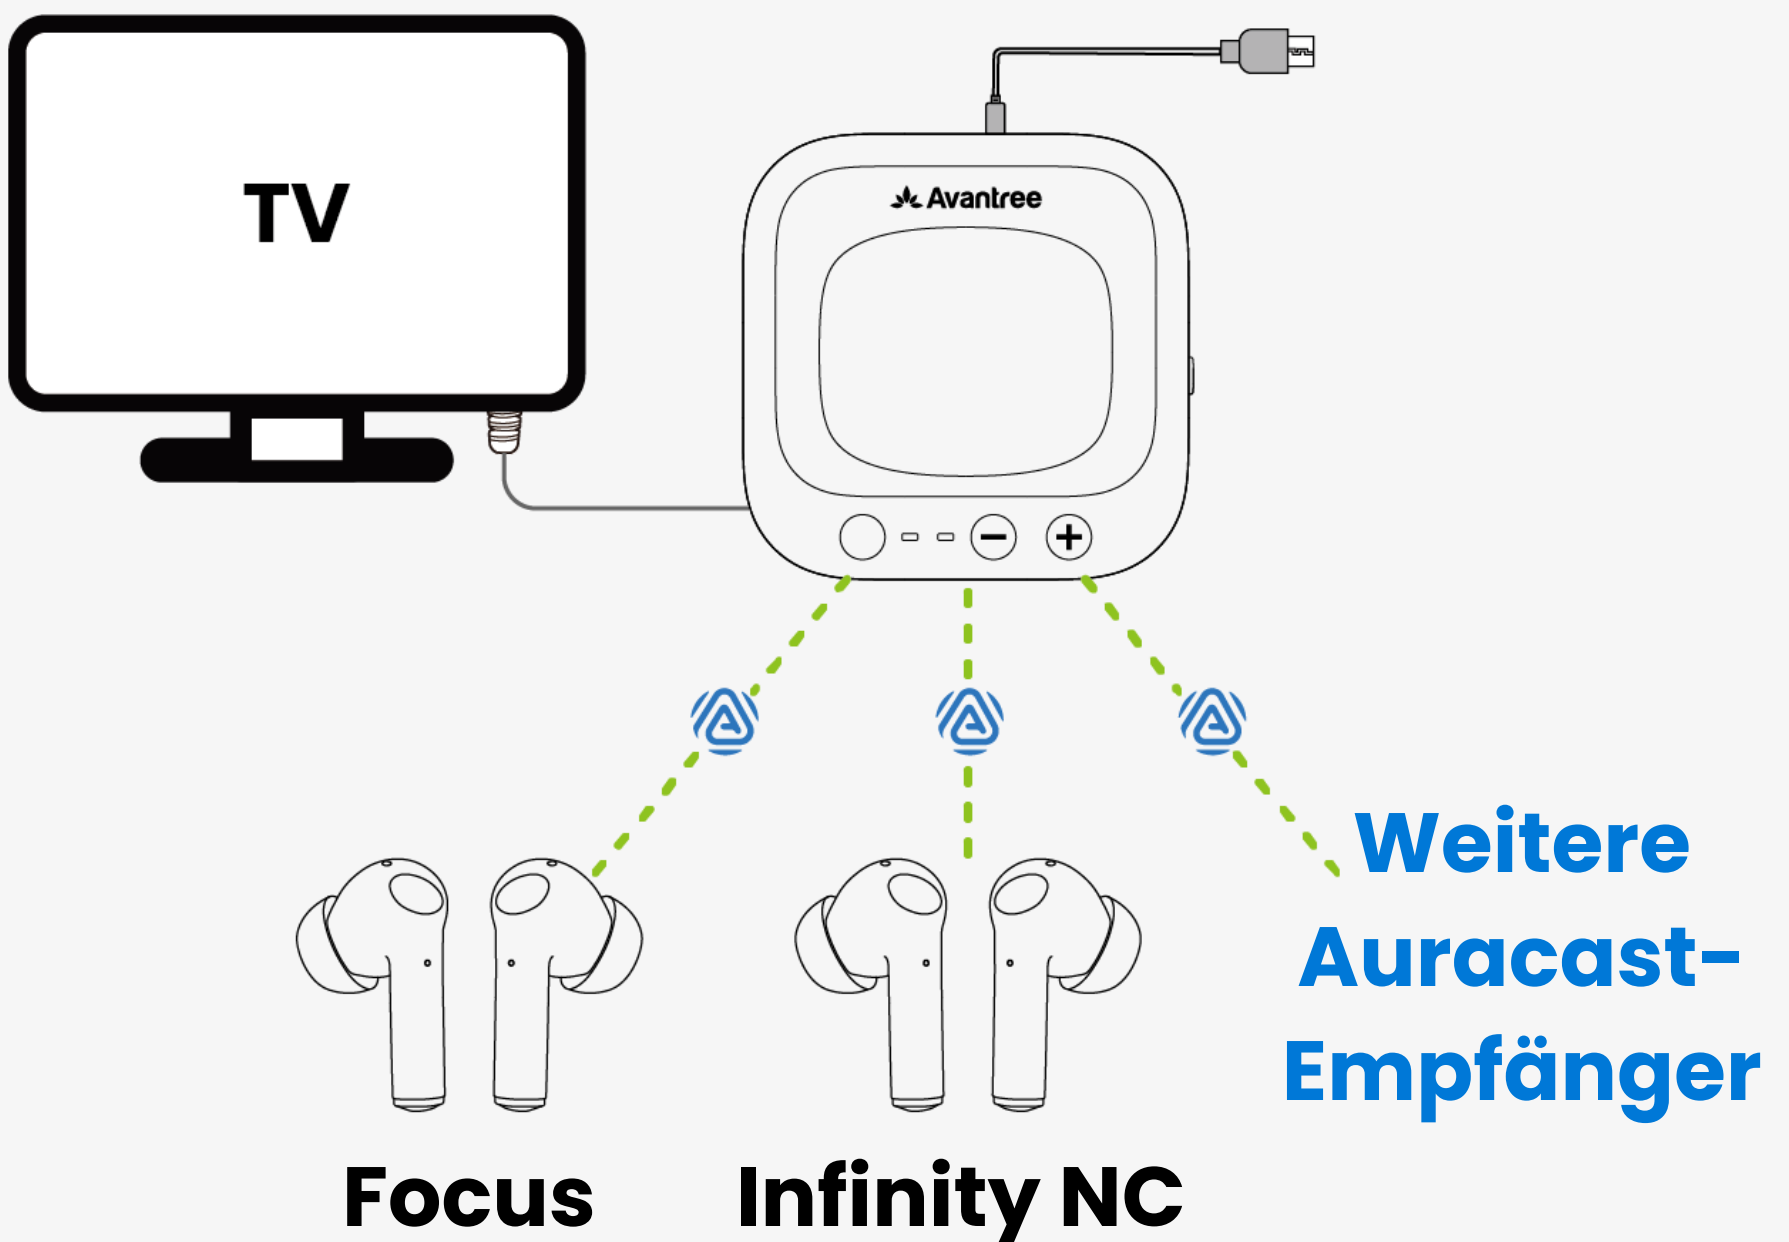 TV
Avantree
Weitere
Auracast-
Empfänger
Focus
Infinity NC